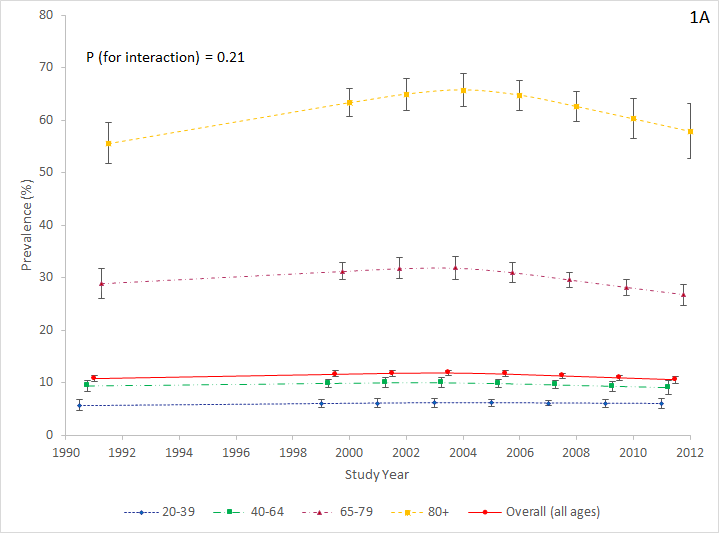 80
1A
P (for interaction) = 0.21
70
60
50
Prevalence (%)
40
30
20
10
0
1990 1992 1994 1996 1998 2000 2002 2004 2006 2008 2010 2012
Study Year
20-39 40-64 65-79 80+ Overall (all ages)